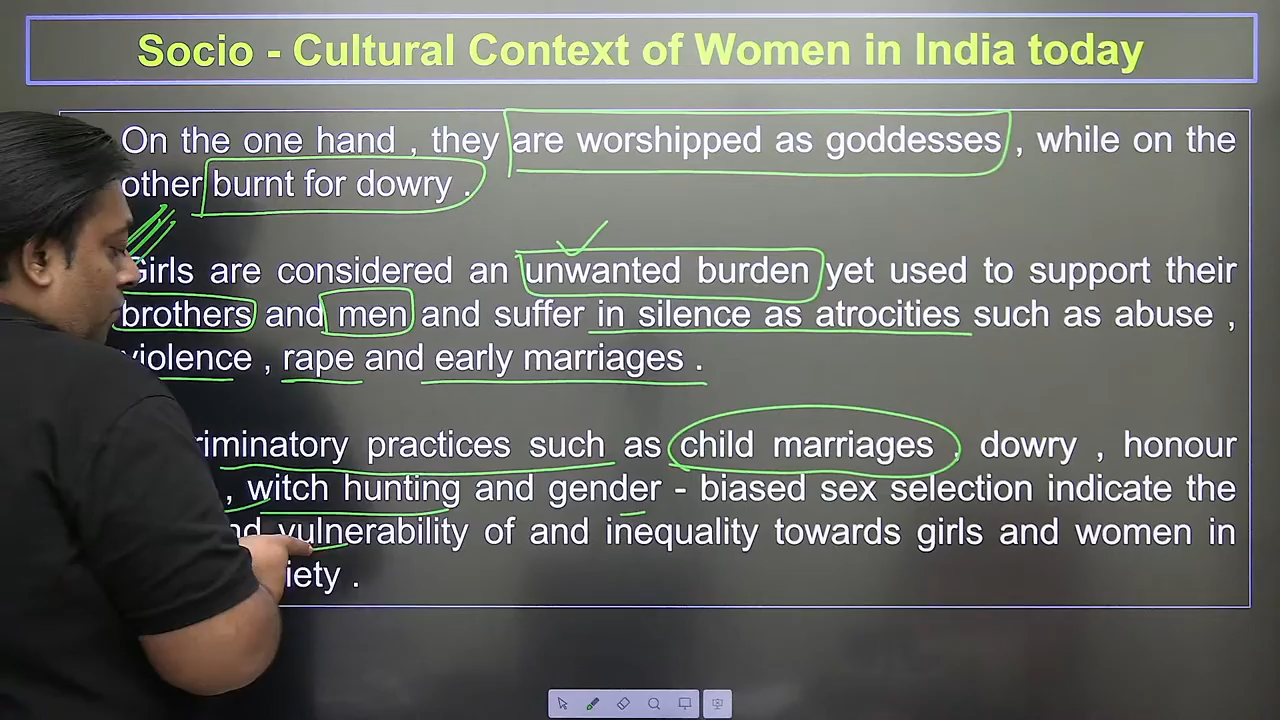 Socio - Cultural Context of Women in India today
On the one hand , they are worshipped as goddesses , while on the
other burnt for dowry .
Girls are considered an unwanted burden yet used to support their
brothers and men and suffer in silence as atrocities such as abuse ,
violence , rape and early marriages .
practices such as child marriages , dowry , honour
, witch hunting and gender - biased sex selection indicate the
vulnerability of and inequality towards girls and women in
.